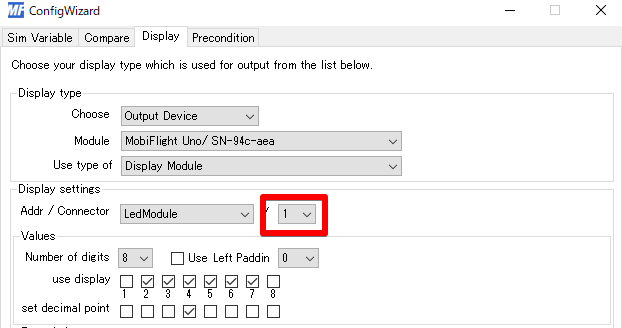 MF ConfigWizard
Sim Variable Compare Display Precondition
Choose your display type which is used for output from the list below.
Display type
Choose Output Device
Module MobiFlight Uno/ SN-94c-aea
Use type of Display Module
Display settings
Addr / Connector LedModule / 1
Values
Number of digits 8 Use Left Paddin 0
use display
1 2 3 4 5 6 7 8
set decimal point